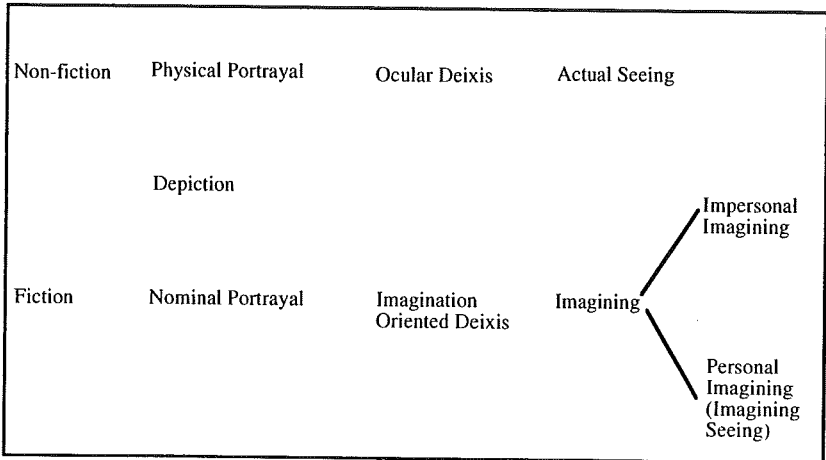 Non-fiction Physical Portrayal Ocular Deixis Actual Seeing
Depiction
Impersonal
Imagining
Fiction Nominal Portrayal Imagination Imagining
Oriented Deixis
Personal
Imagining
(Imagining
Seeing)